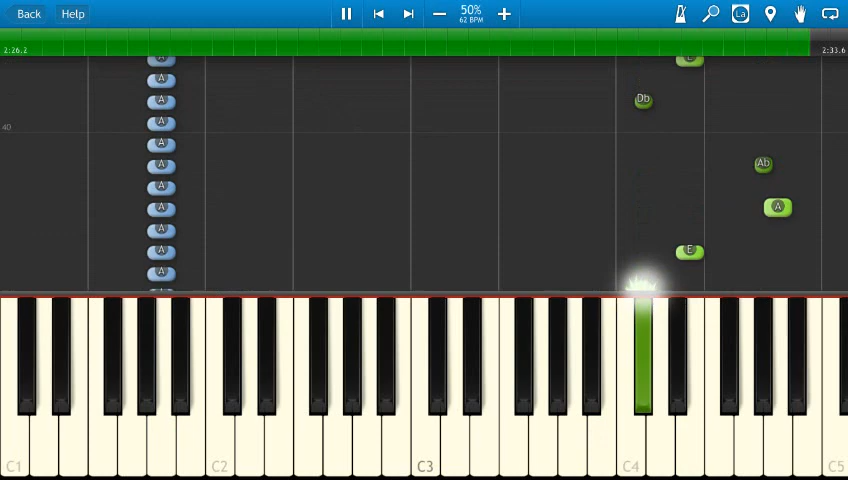 Back Help 50% La
62 BPM
2:26.2 2:33.6
A E
A
A Db
A
40
A
A Ab
A
A A
A
A E
A
C1 C2 C3 C4 C5